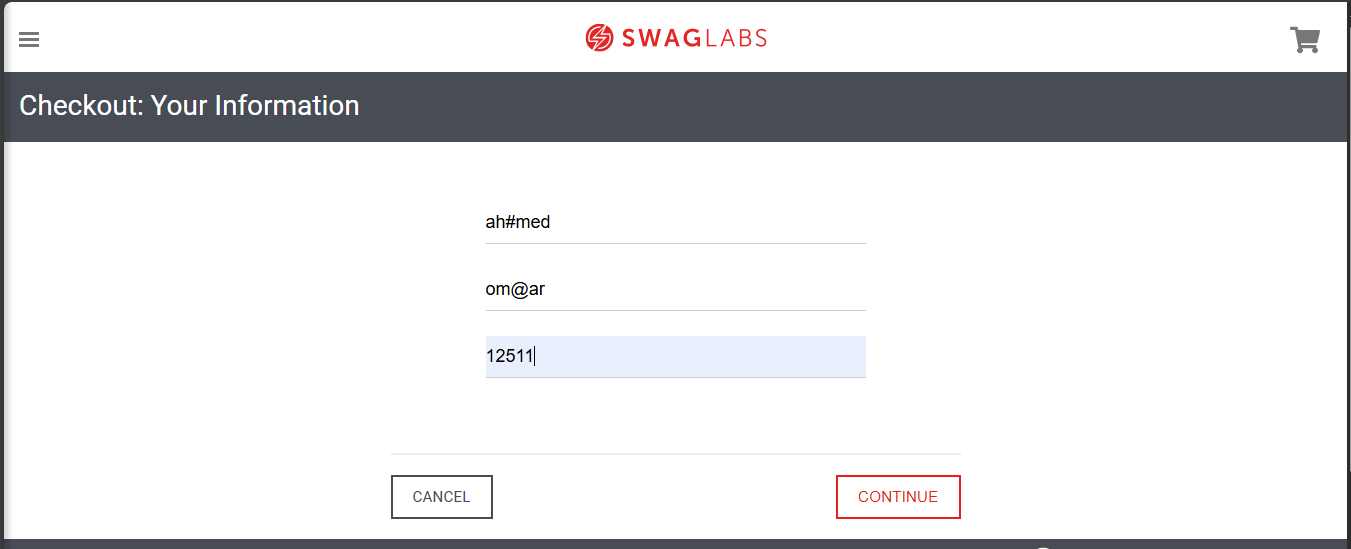 SWAGLABS
Checkout: Your Information
ah#med
om@ar
12511
CANCEL
CONTINUE